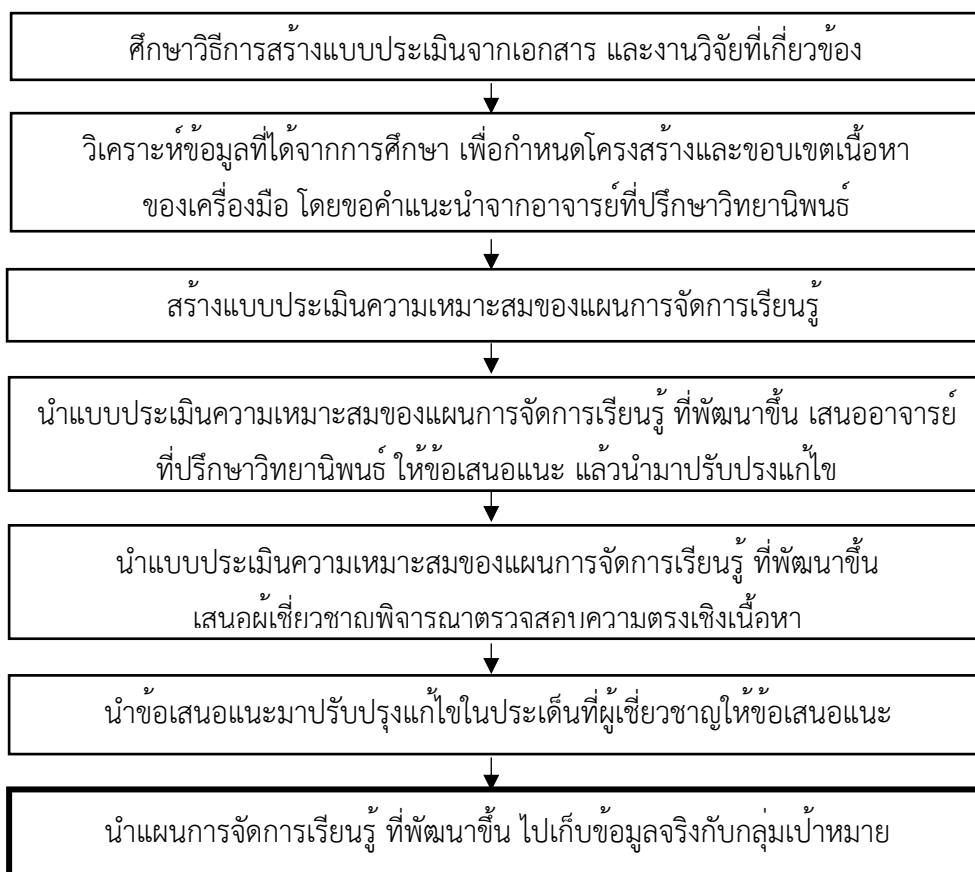 ศึกษาวิธีการสร้างแบบประเมินจากเอกสาร และงานวิจัยที่เกี่ยวข้อง
วิเคราะห์ข้อมูลที่ได้จากการศึกษา เพื่อกำหนดโครงสร้างและขอบเขตเนื้อหา
ของเครื่องมือ โดยขอคำแนะนำจากอาจารย์ที่ปรึกษาวิทยานิพนธ์
สร้างแบบประเมินความเหมาะสมของแผนการจัดการเรียนรู้
นำแบบประเมินความเหมาะสมของแผนการจัดการเรียนรู้ ที่พัฒนาขึ้น เสนออาจารย์
ที่ปรึกษาวิทยานิพนธ์ ให้ข้อเสนอแนะ แล้วนำมาปรับปรุงแก้ไข
นำแบบประเมินความเหมาะสมของแผนการจัดการเรียนรู้ ที่พัฒนาขึ้น
เสนอผู้เชี่ยวชาญพิจารณาตรวจสอบความตรงเชิงเนื้อหา
นำข้อเสนอแนะมาปรับปรุงแก้ไขในประเด็นที่ผู้เชี่ยวชาญให้ข้อเสนอแนะ
นำแผนการจัดการเรียนรู้ ที่พัฒนาขึ้น ไปเก็บข้อมูลจริงกับกลุ่มเป้าหมาย